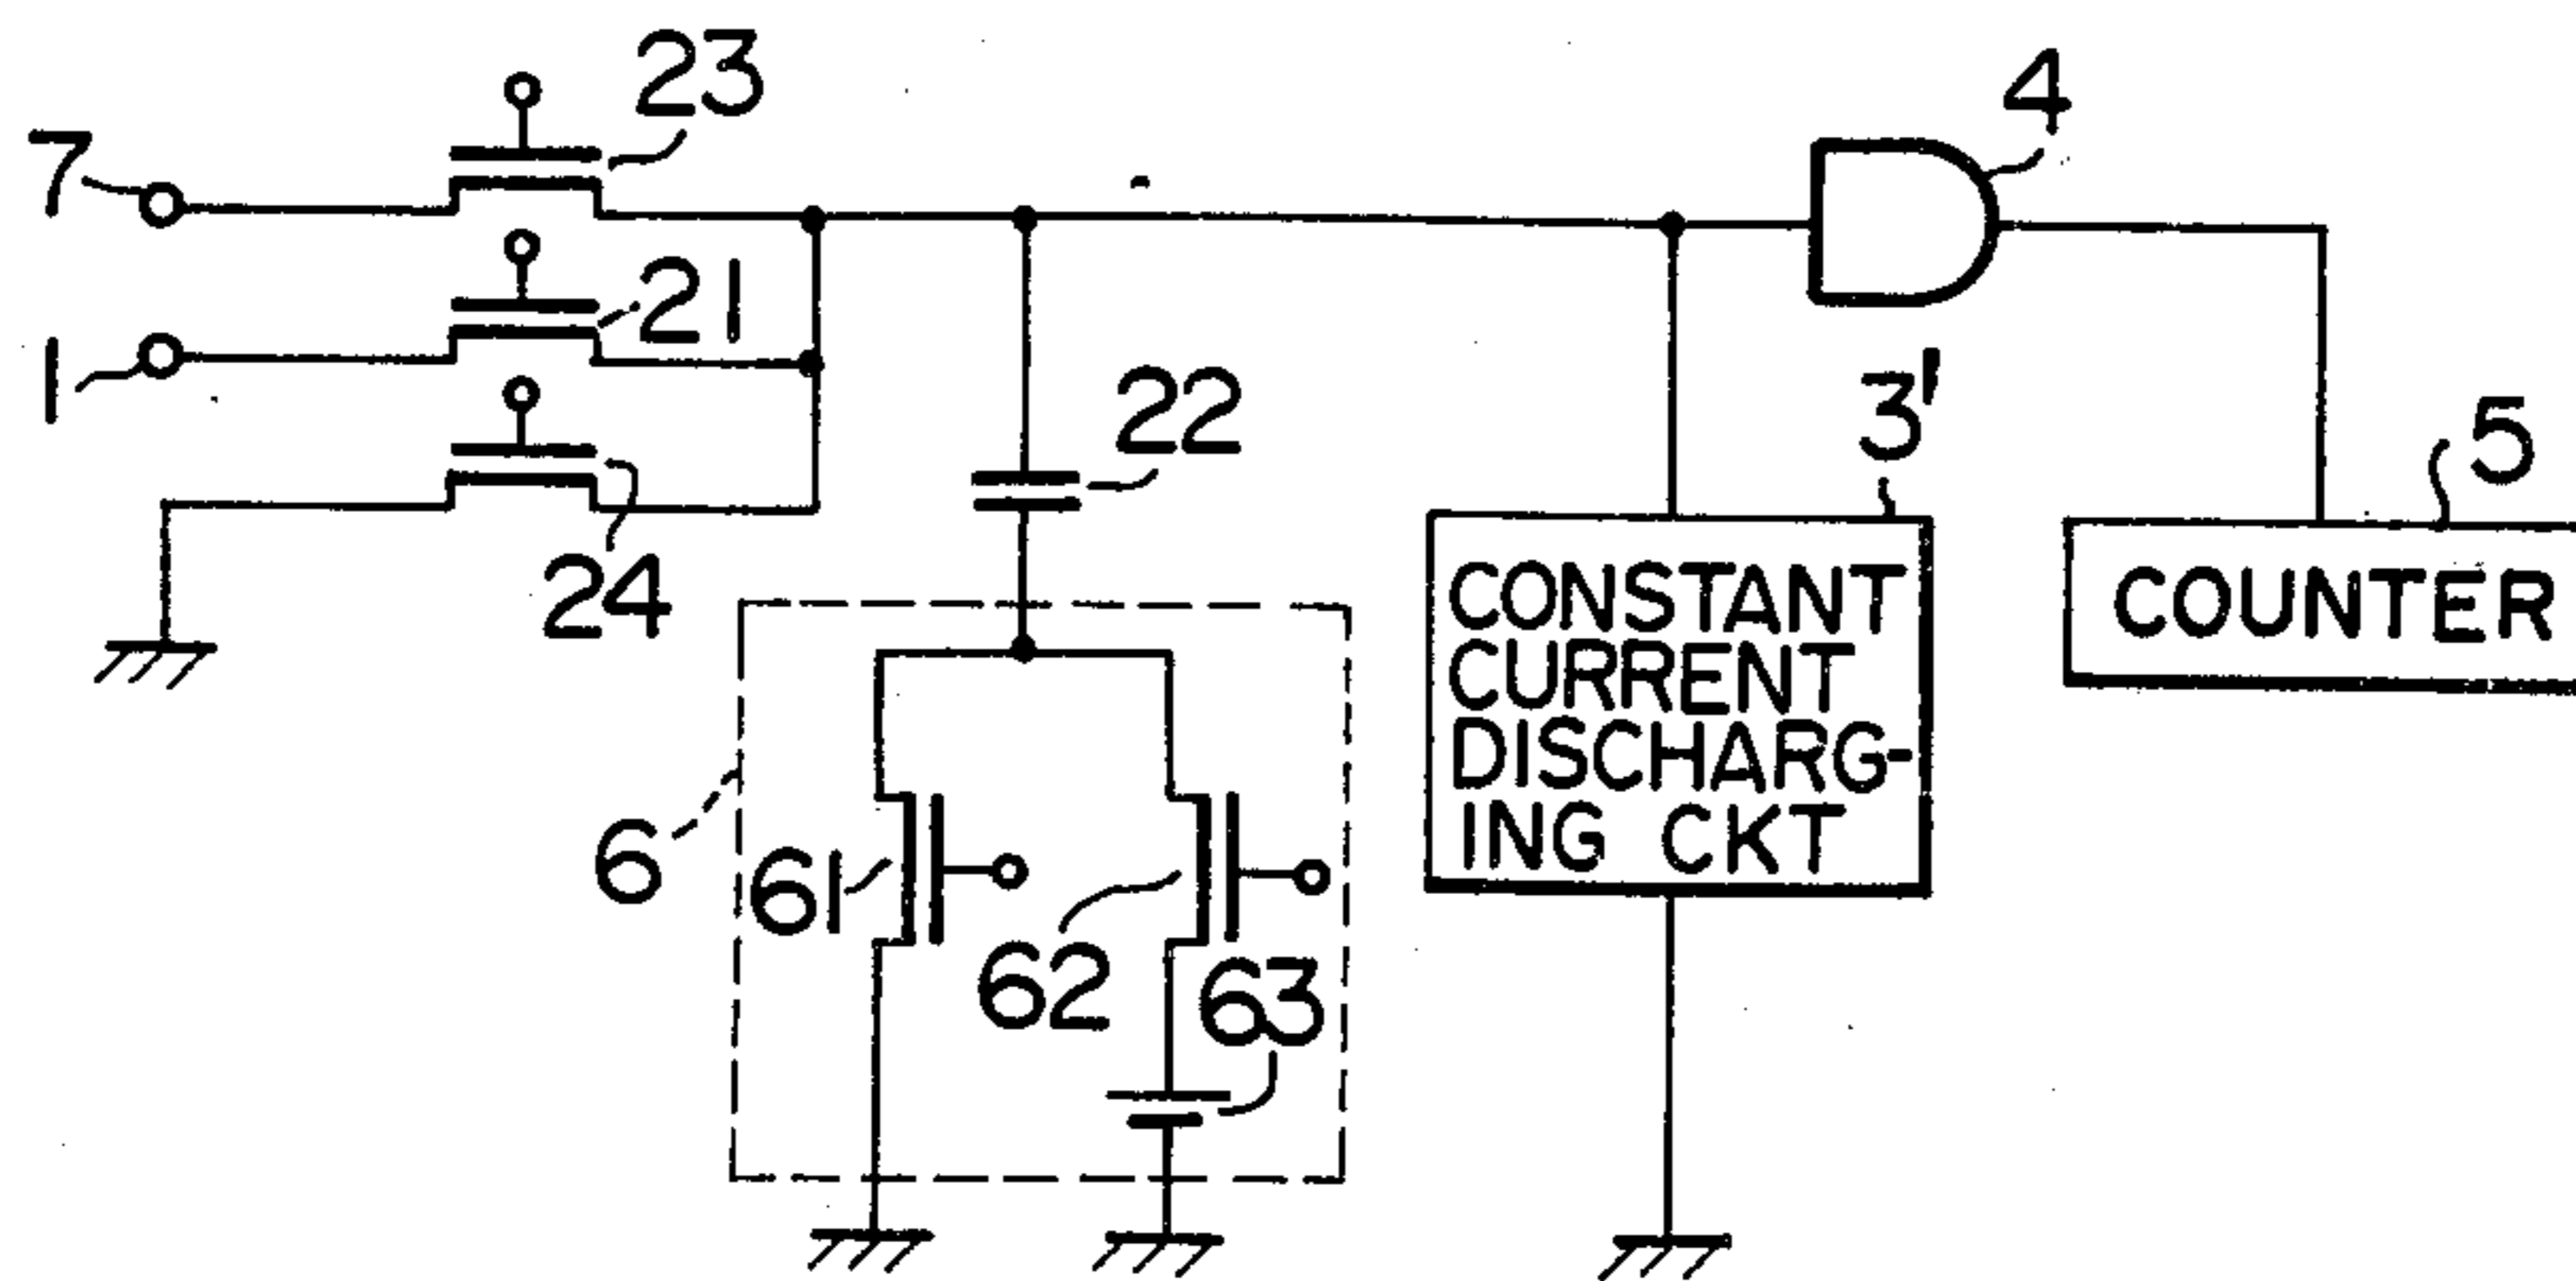 23
4
7
21
1
22
3'
5
24
CONSTANT
CURRENT
DISCHARG-
ING CKT
COUNTER
6
61
62
63